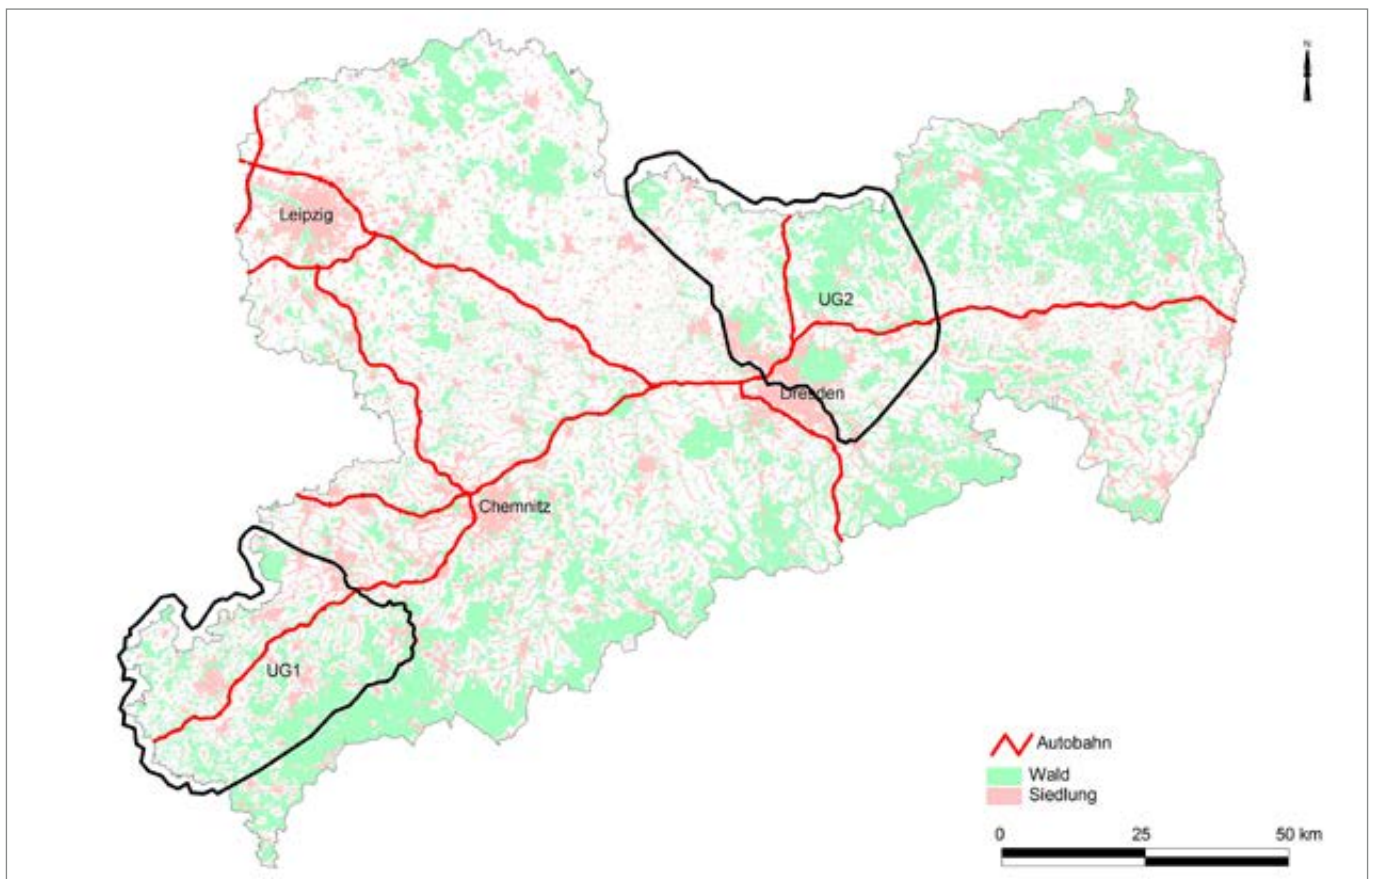 N
Leipzig
UG2
Dresden
Chemnitz
UG1
Autobahn
Wald
Siedlung
0 25 50 km